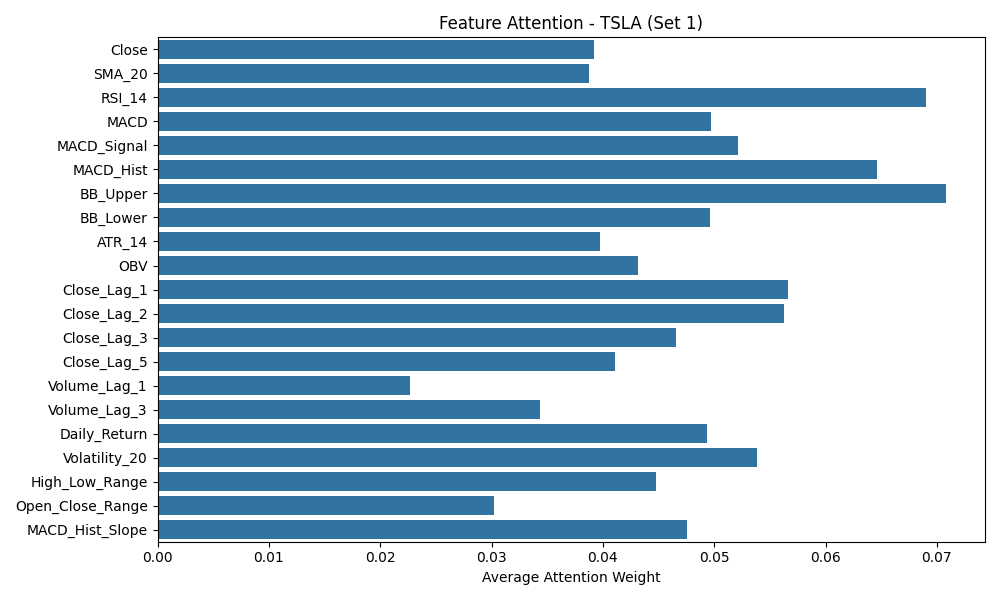 Feature Attention - TSLA (Set 1)
Close
SMA_20
RSI_14
MACD
MACD_Signal
MACD_Hist
BB_Upper
BB_Lower
ATR_14
OBV
Close_Lag_1
Close_Lag_2
Close_Lag_3
Close_Lag_5
Volume_Lag_1
Volume_Lag_3
Daily_Return
Volatility_20
High_Low_Range
Open_Close_Range
MACD_Hist_Slope
0.00 0.01 0.02 0.03 0.04 0.05 0.06 0.07
Average Attention Weight